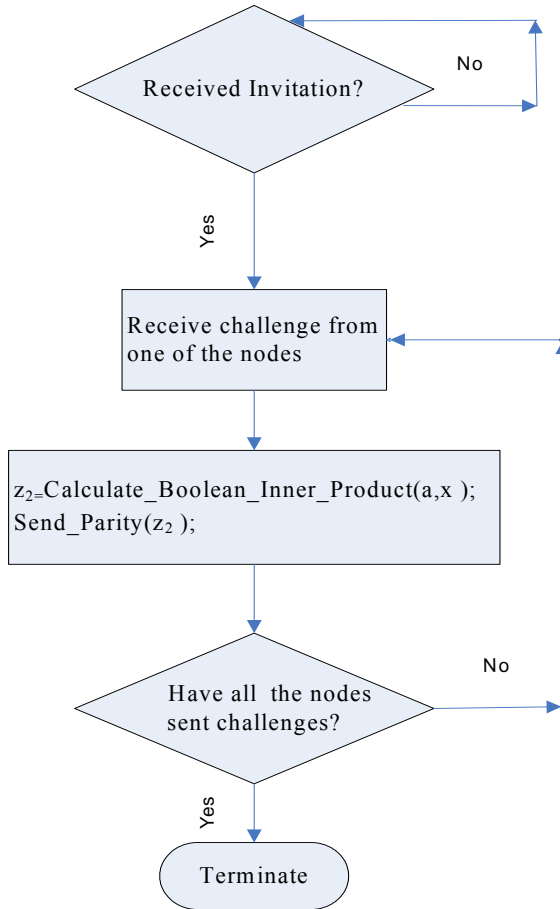 Received Invitation?
No
Yes
Receive challenge from
one of the nodes
z₂=Calculate_Boolean_Inner_Product(a,x );
Send_Parity(z₂ );
Have all  the nodes
sent challenges?
No
Yes
Terminate